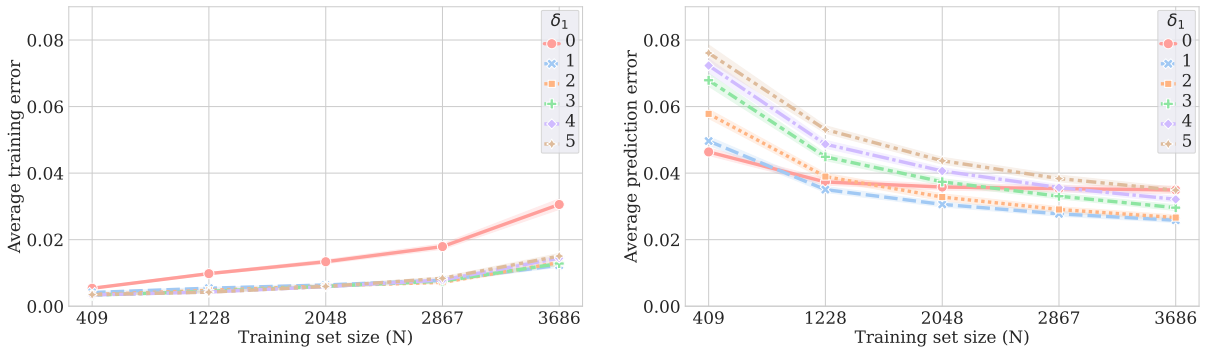 Average training error
0.08
0.06
0.04
0.02
0.00
409 1228 2048 2867 3686
Training set size (N)
δ1
0
1
2
3
4
5
Average prediction error
0.08
0.06
0.04
0.02
0.00
409 1228 2048 2867 3686
Training set size (N)
δ1
0
1
2
3
4
5